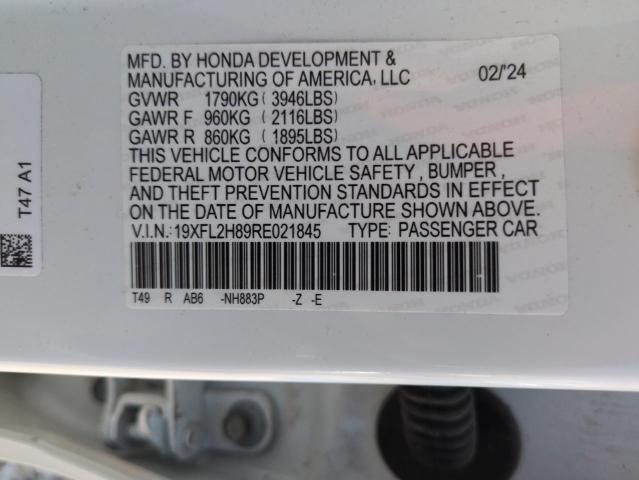 MFD. BY HONDA DEVELOPMENT &
MANUFACTURING OF AMERICA, LLC 02/'24
GVWR 1790KG ( 3946LBS)
GAWR F 960KG ( 2116LBS)
GAWR R 860KG ( 1895LBS)
THIS VEHICLE CONFORMS TO ALL APPLICABLE
FEDERAL MOTOR VEHICLE SAFETY , BUMPER ,
AND THEFT PREVENTION STANDARDS IN EFFECT
ON THE DATE OF MANUFACTURE SHOWN ABOVE.
V.I.N.: 19XFL2H89RE021845 TYPE: PASSENGER CAR
T49 R AB6 -NH883P -Z -E
T47 A1